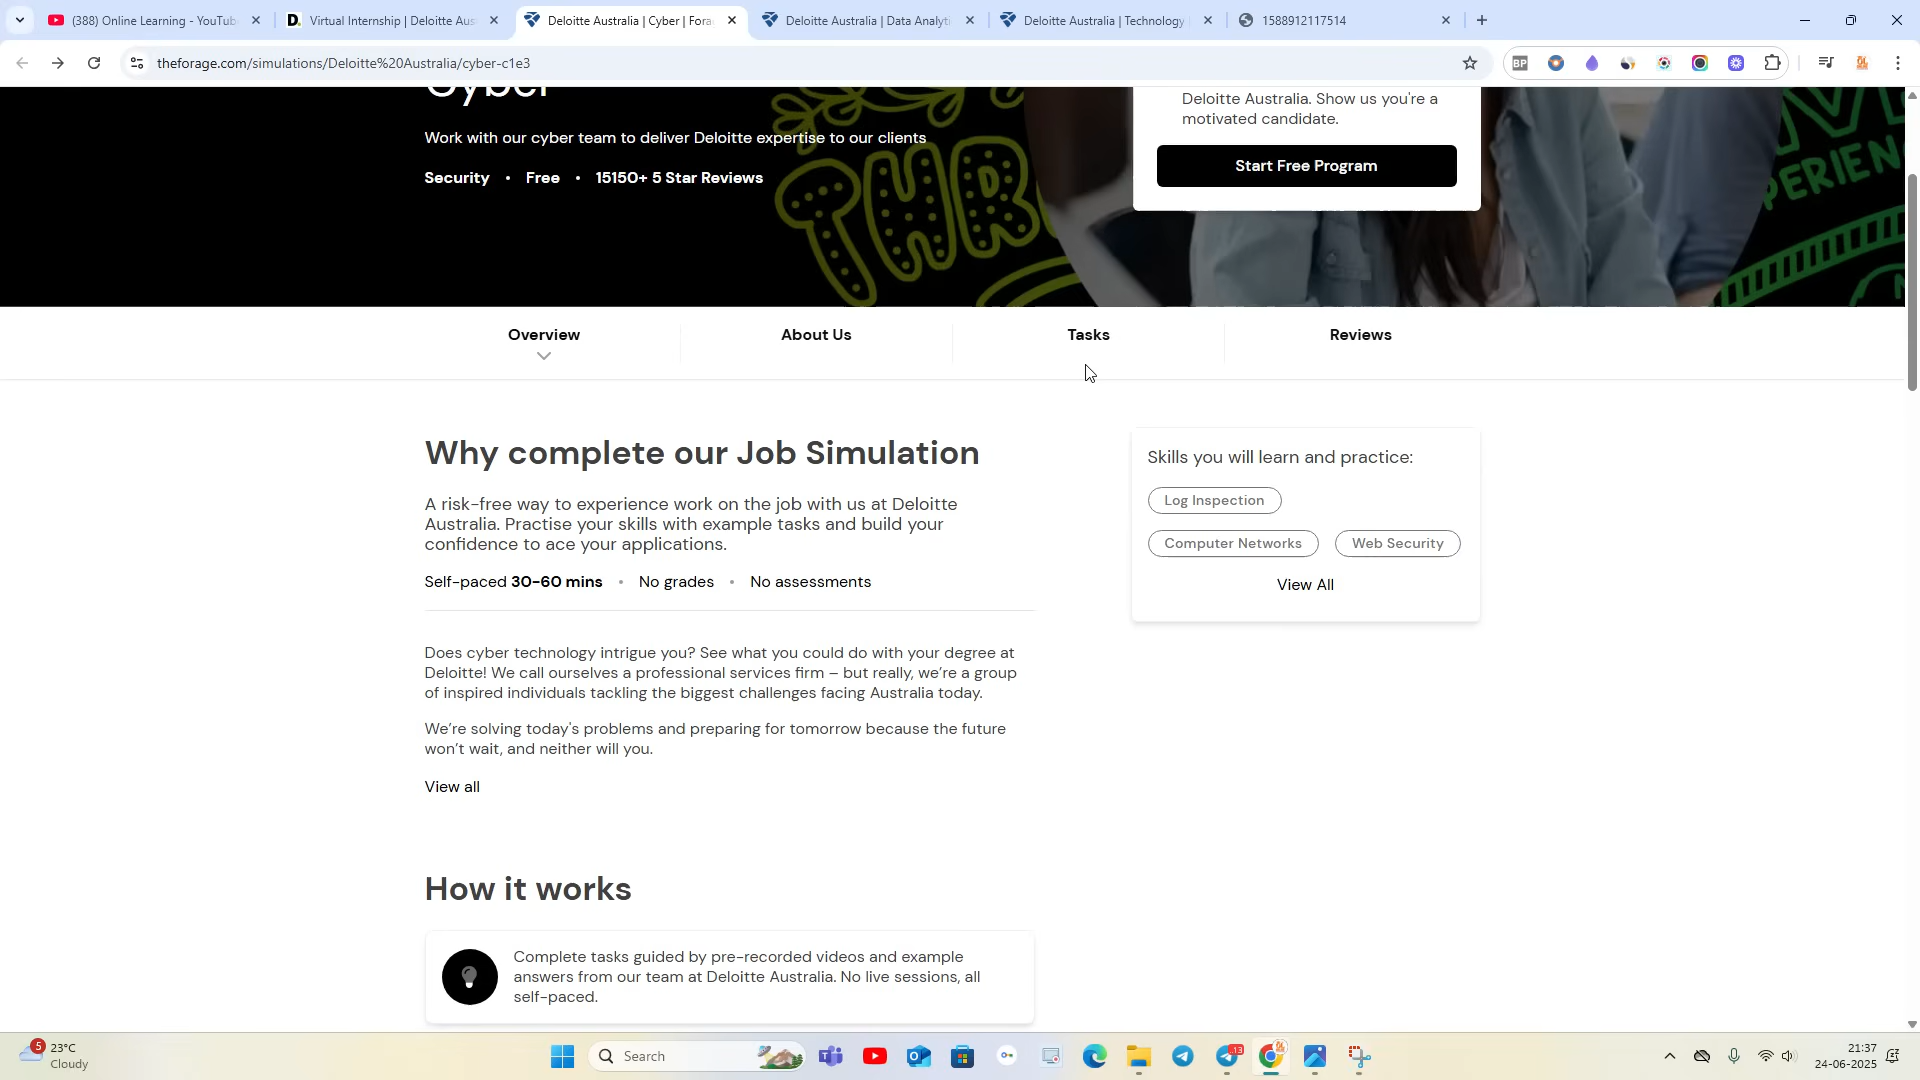 (388) Online Learning - YouTub
Virtual Internship | Deloitte Aus
Deloitte Australia | Cyber | Fora
Deloitte Australia | Data Analyti
Deloitte Australia | Technology
1588912117514
theforage.com/simulations/Deloitte%20Australia/cyber-c1e3
Cyber
Work with our cyber team to deliver Deloitte expertise to our clients
Security • Free • 15150+ 5 Star Reviews
Deloitte Australia. Show us you're a
motivated candidate.
Start Free Program
Overview
About Us
Tasks
Reviews
Why complete our Job Simulation
A risk-free way to experience work on the job with us at Deloitte
Australia. Practise your skills with example tasks and build your
confidence to ace your applications.
Self-paced 30-60 mins • No grades • No assessments
Does cyber technology intrigue you? See what you could do with your degree at
Deloitte! We call ourselves a professional services firm – but really, we're a group
of inspired individuals tackling the biggest challenges facing Australia today.
We're solving today's problems and preparing for tomorrow because the future
won't wait, and neither will you.
View all
Skills you will learn and practice:
Log Inspection
Computer Networks
Web Security
View All
How it works
Complete tasks guided by pre-recorded videos and example
answers from our team at Deloitte Australia. No live sessions, all
self-paced.
5
23°C
Cloudy
Search
21:37
24-06-2025